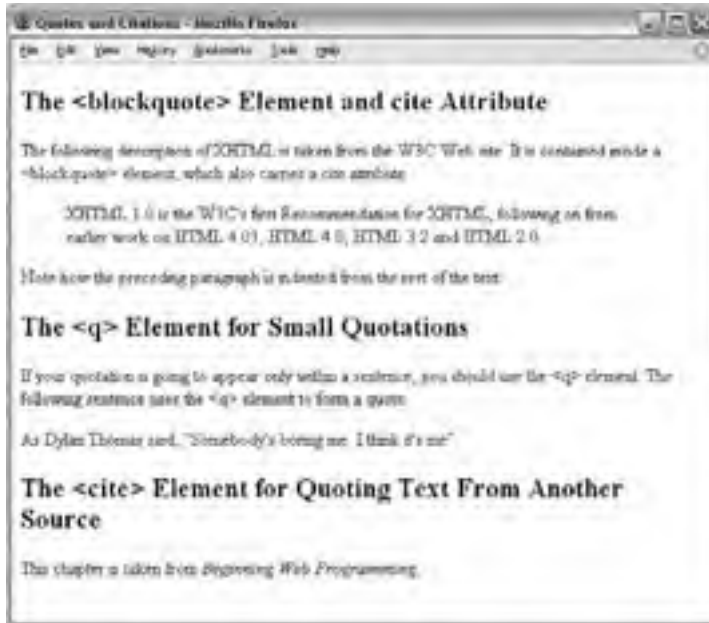 Quotes and Citations - Mozilla Firefox
File Edit View History Bookmarks Tools Help
The <blockquote> Element and cite Attribute
The following description of XHTML is taken from the W3C Web site. It is contained inside a
<blockquote> element, which also carries a cite attribute.
XHTML 1.0 is the W3C's first Recommendation for XHTML, following on from
earlier work on HTML 4.01, HTML 4.0, HTML 3.2 and HTML 2.0.
Note how the preceding paragraph is indented from the rest of the text.
The <q> Element for Small Quotations
If your quotation is going to appear only within a sentence, you should use the <q> element. The
following sentence uses the <q> element to form a quote.
As Dylan Thomas said, "Somebody's boring me. I think it's me".
The <cite> Element for Quoting Text From Another
Source
This chapter is taken from Beginning Web Programming.